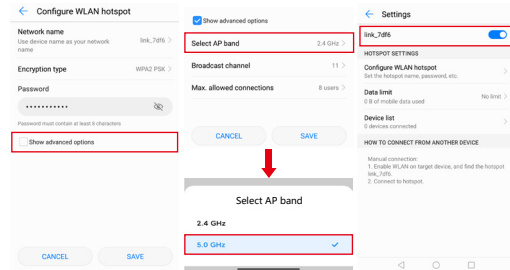 Configure WLAN hotspot
Network name
Use device name as your network
name
link_7df6
Encryption type
WPA2 PSK
Password
Password must contain at least 8 characters
Show advanced options
CANCEL
SAVE
Show advanced options
Select AP band
2.4 GHz
Broadcast channel
11
Max. allowed connections
8 users
CANCEL
SAVE
Select AP band
2.4 GHz
5.0 GHz
Settings
link_7df6
HOTSPOT SETTINGS
Configure WLAN hotspot
Set the hotspot name, password, etc.
Data limit
0 B of mobile data used
No limit
Device list
0 devices connected
HOW TO CONNECT FROM ANOTHER DEVICE
Manual connection:
1. Enable WLAN on target device, and find the hotspot
link_7df6.
2. Connect to hotspot.